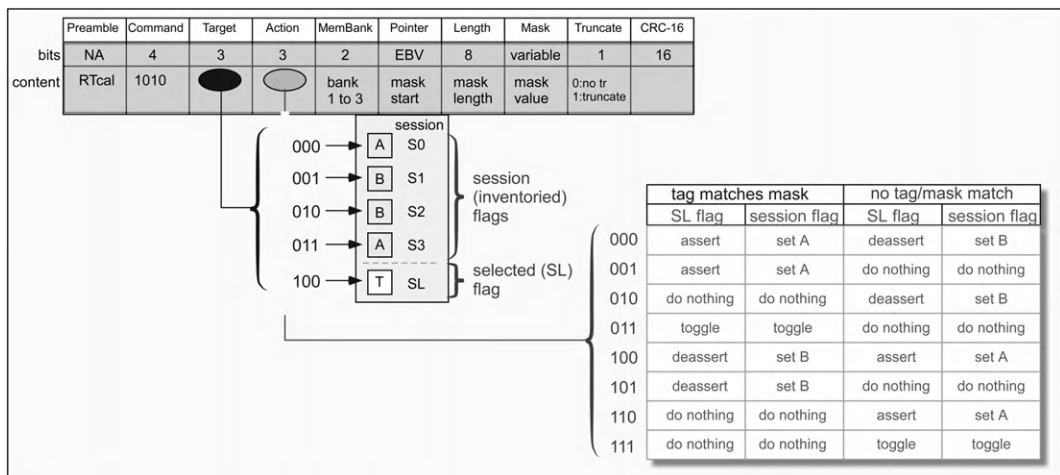 Preamble Command Target Action MemBank Pointer Length Mask Truncate CRC-16
bits NA 4 3 3 2 EBV 8 variable 1 16
content RTcal 1010 bank 1 to 3 mask start mask length mask value 0:no tr 1:truncate
session
000 A S0
001 B S1
010 B S2
011 A S3
100 T SL
session
(inventoried)
flags
selected (SL)
flag
tag matches mask no tag/mask match
SL flag session flag SL flag session flag
000 assert set A deassert set B
001 assert set A do nothing do nothing
010 do nothing do nothing deassert set B
011 toggle toggle do nothing do nothing
100 deassert set B assert set A
101 deassert set B do nothing do nothing
110 do nothing do nothing assert set A
111 do nothing do nothing toggle toggle